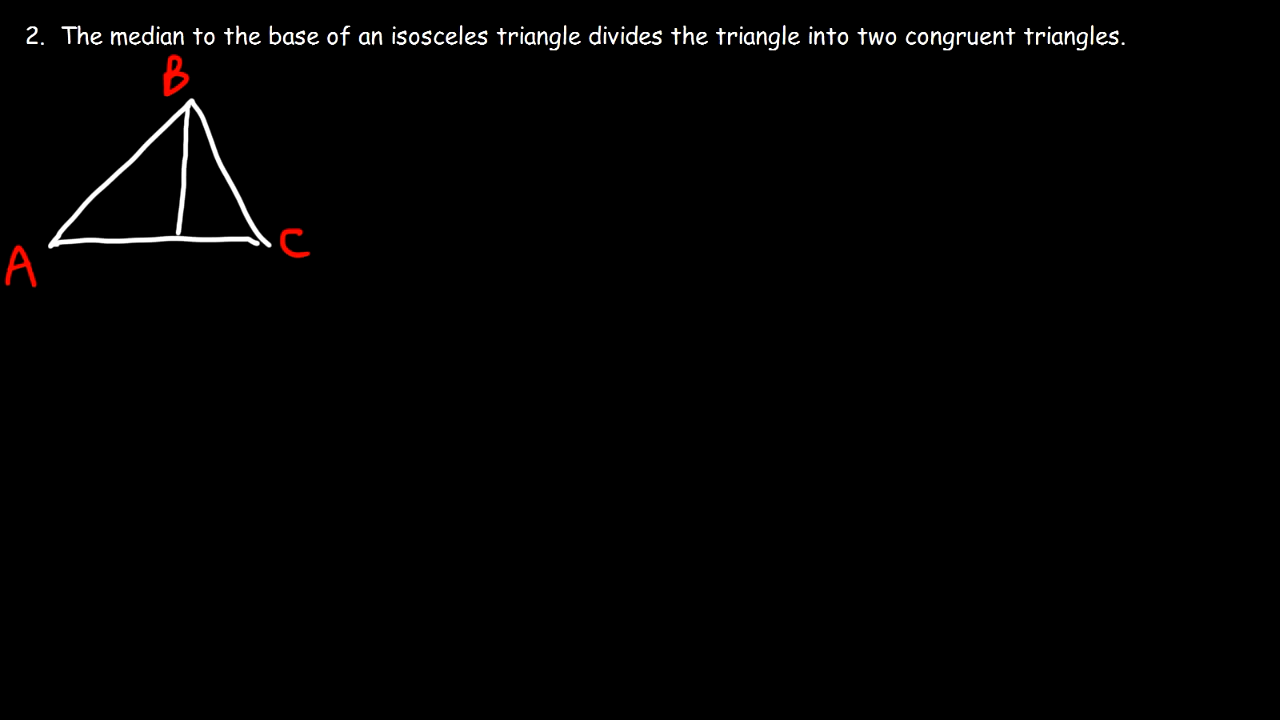 2. The median to the base of an isosceles triangle divides the triangle into two congruent triangles.
B
A
C